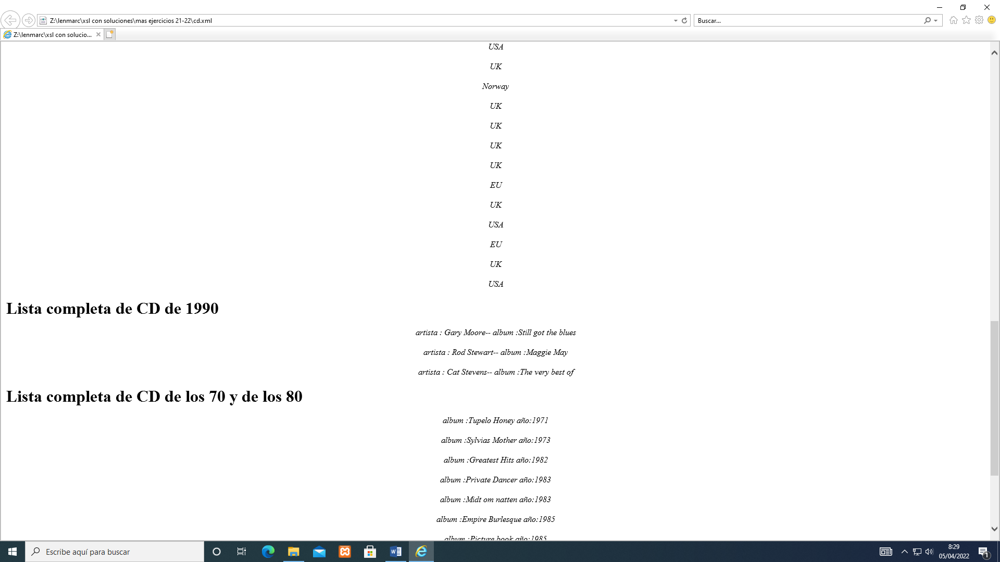 Z:\lenmarc\xsl con soluciones\mas ejercicios 21-22\cd.xml
Buscar...
Z:\lenmarc\xsl con solucio...
USA
UK
Norway
UK
UK
UK
UK
EU
UK
USA
EU
UK
USA
Lista completa de CD de 1990
artista : Gary Moore-- album :Still got the blues
artista : Rod Stewart-- album :Maggie May
artista : Cat Stevens-- album :The very best of
Lista completa de CD de los 70 y de los 80
album :Tupelo Honey año:1971
album :Sylvias Mother año:1973
album :Greatest Hits año:1982
album :Private Dancer año:1983
album :Midt om natten año:1983
album :Empire Burlesque año:1985
album :Picture book año:1985
Escribe aquí para buscar
8:29
05/04/2022
1